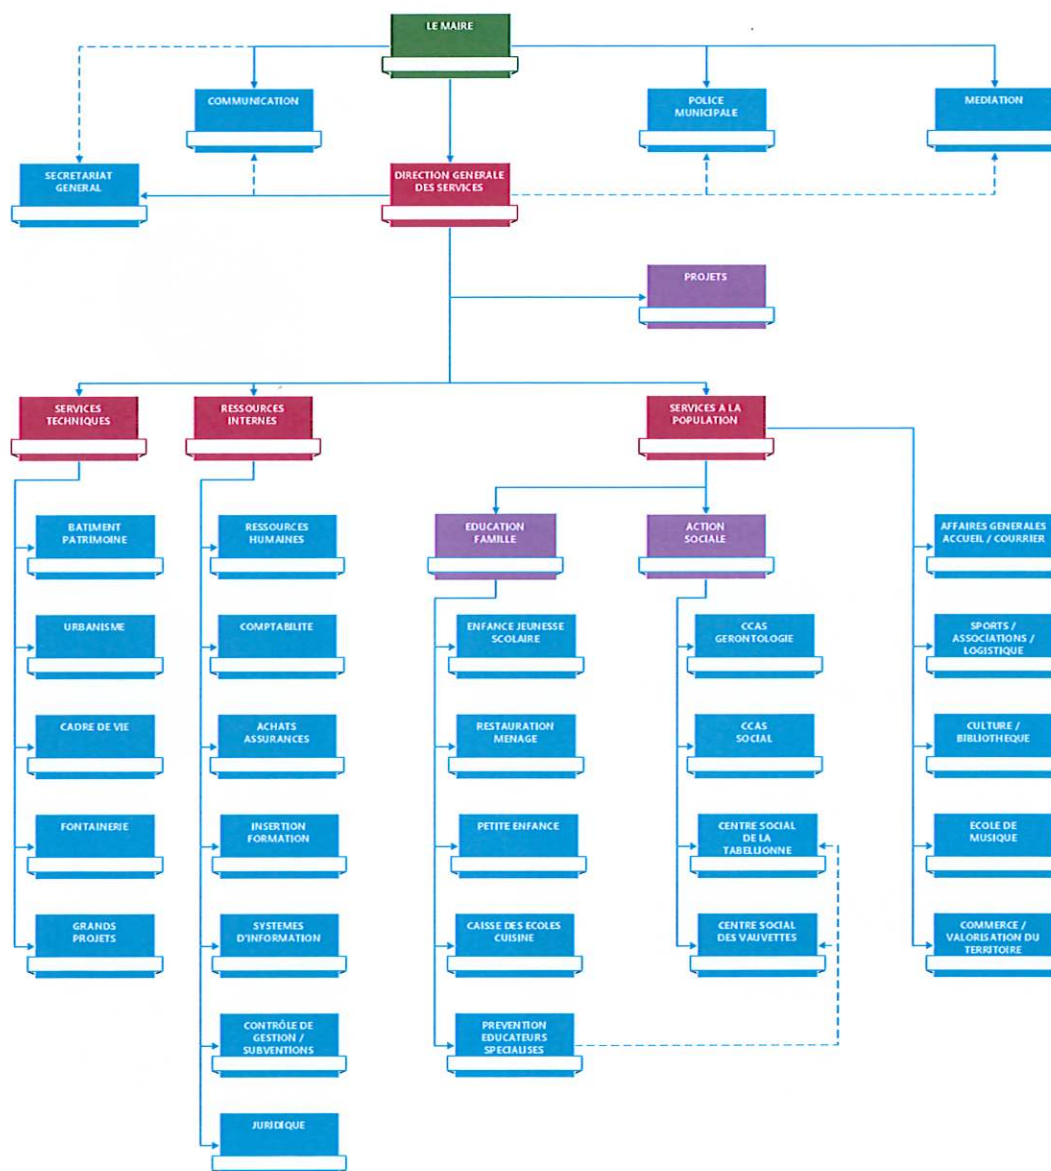 LE MAIRE
COMMUNICATION
POLICE
MUNICIPALE
MEDIATION
SECRETARIAT
GENERAL
DIRECTION GENERALE
DES SERVICES
PROJETS
SERVICES
TECHNIQUES
RESSOURCES
INTERNES
SERVICES A LA
POPULATION
BATIMENT
PATRIMOINE
URBANISME
CADRE DE VIE
FONTAINERIE
GRANDS
PROJETS
RESSOURCES
HUMAINES
COMPTABILITE
ACHATS
ASSURANCES
INSERTION
FORMATION
SYSTEMES
D'INFORMATION
CONTRÔLE DE
GESTION /
SUBVENTIONS
JURIDIQUE
EDUCATION
FAMILLE
ENFANCE JEUNESSE
SCOLAIRE
RESTAURATION
MENAGE
PETITE ENFANCE
CAISSE DES ECOLES
CUISINE
PREVENTION
EDUCATEURS
SPECIALISES
ACTION
SOCIALE
CCAS
GERONTOLOGIE
CCAS
SOCIAL
CENTRE SOCIAL
DE LA
TABELLIONNE
CENTRE SOCIAL
DES VAUVETTES
AFFAIRES GENERALES
ACCUEIL / COURRIER
SPORTS /
ASSOCIATIONS /
LOGISTIQUE
CULTURE /
BIBLIOTHEQUE
ECOLE DE
MUSIQUE
COMMERCE /
VALORISATION DU
TERRITOIRE